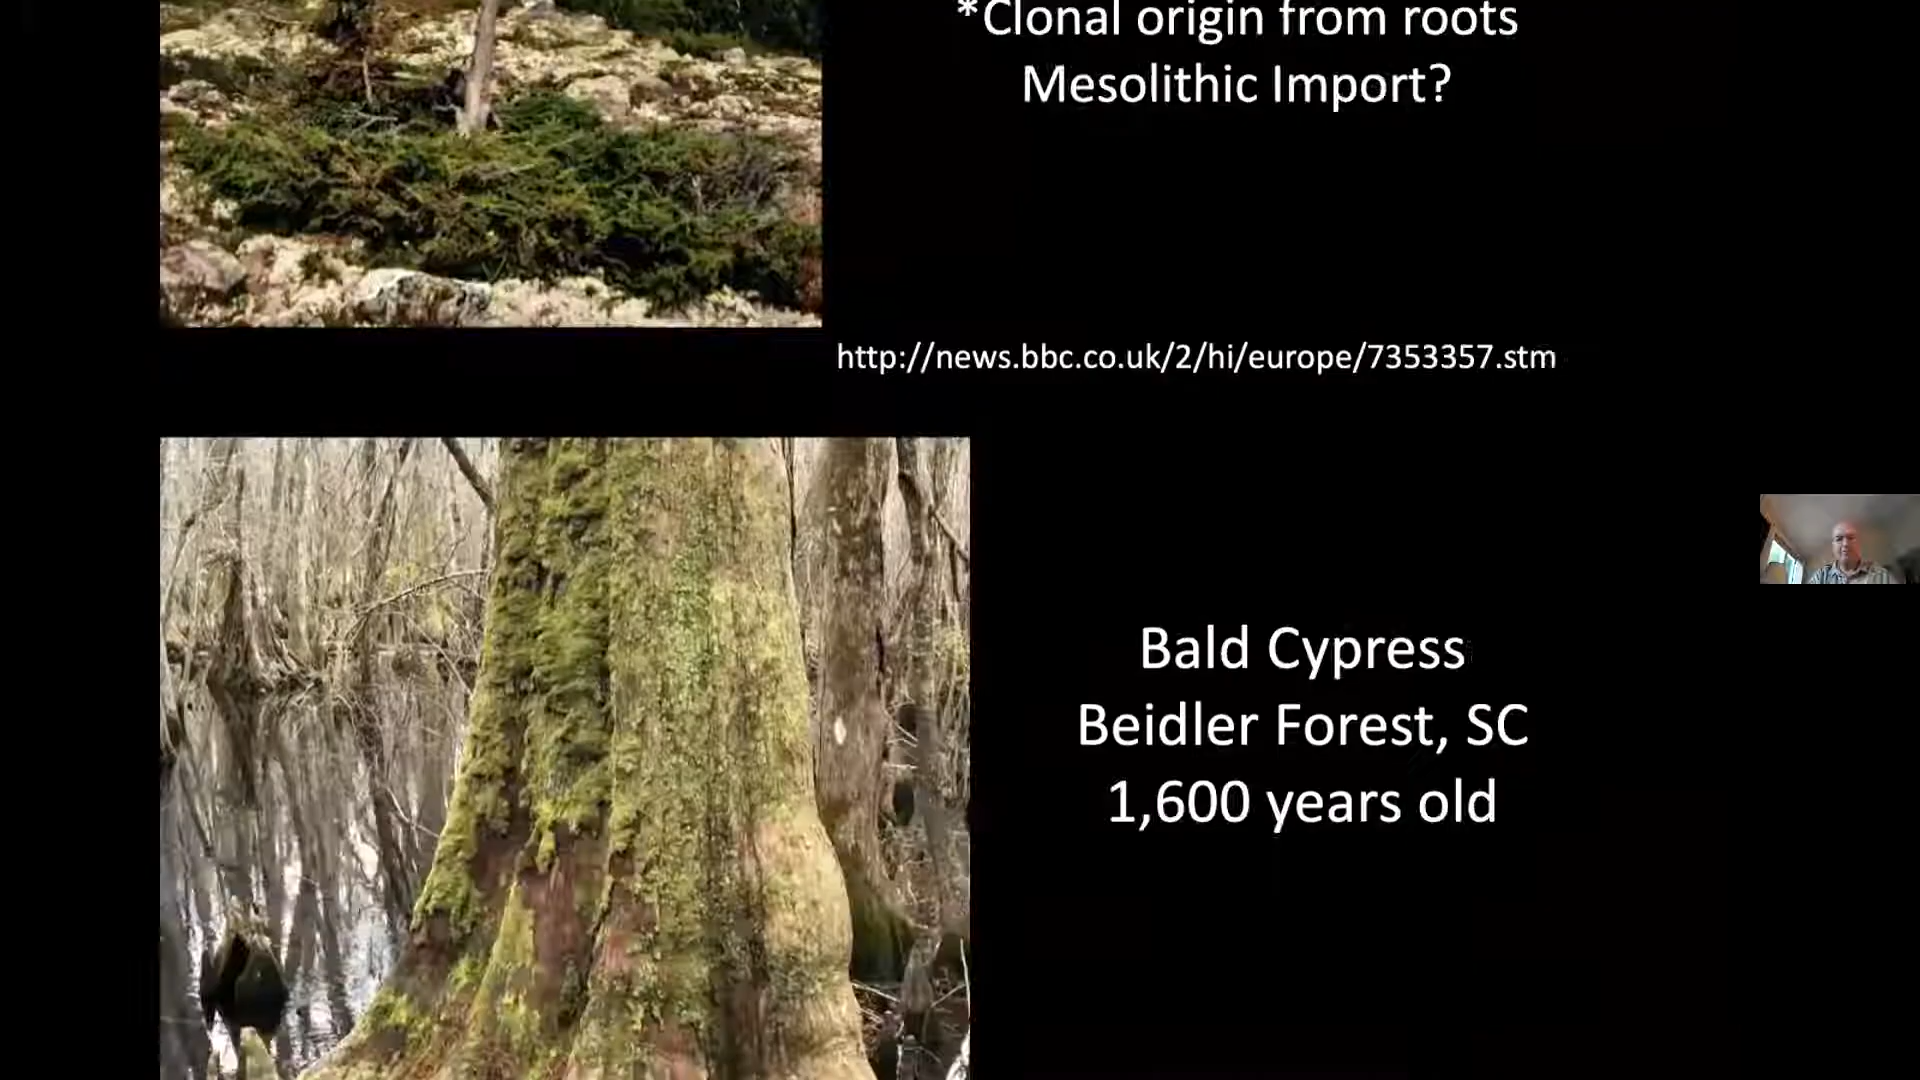 *Clonal origin from roots
Mesolithic Import?
http://news.bbc.co.uk/2/hi/europe/7353357.stm
Bald Cypress
Beidler Forest, SC
1,600 years old